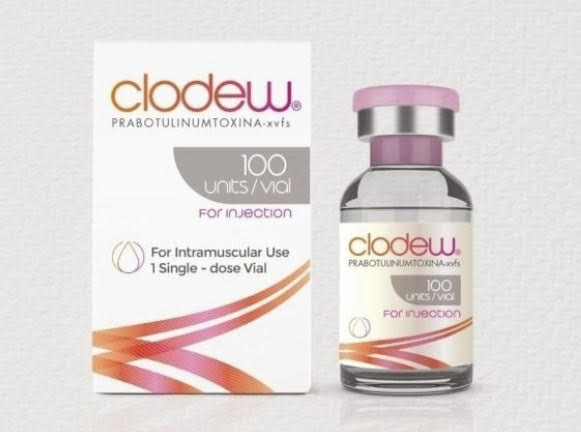 clodew®
PRABOTULINUMTOXINA-xvfs
100
units/vial
For Injection
For Intramuscular Use
1 Single - dose Vial
clodew®
PRABOTULINUMTOXINA-xvfs
100
units/vial
For Injection